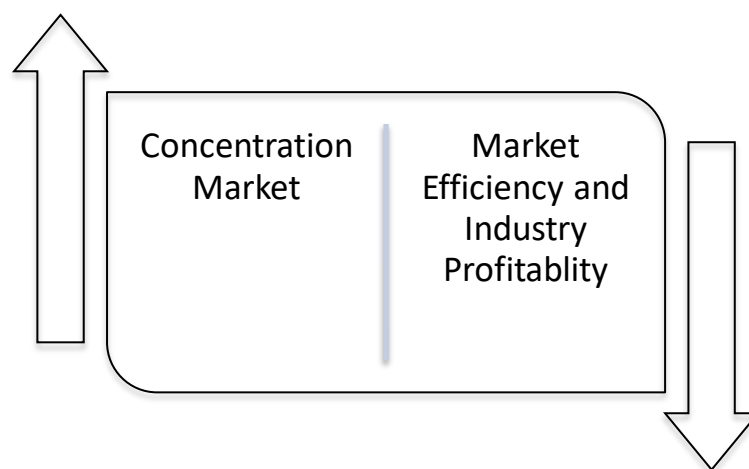 Concentration
Market
Market
Efficiency and
Industry
Profitablity